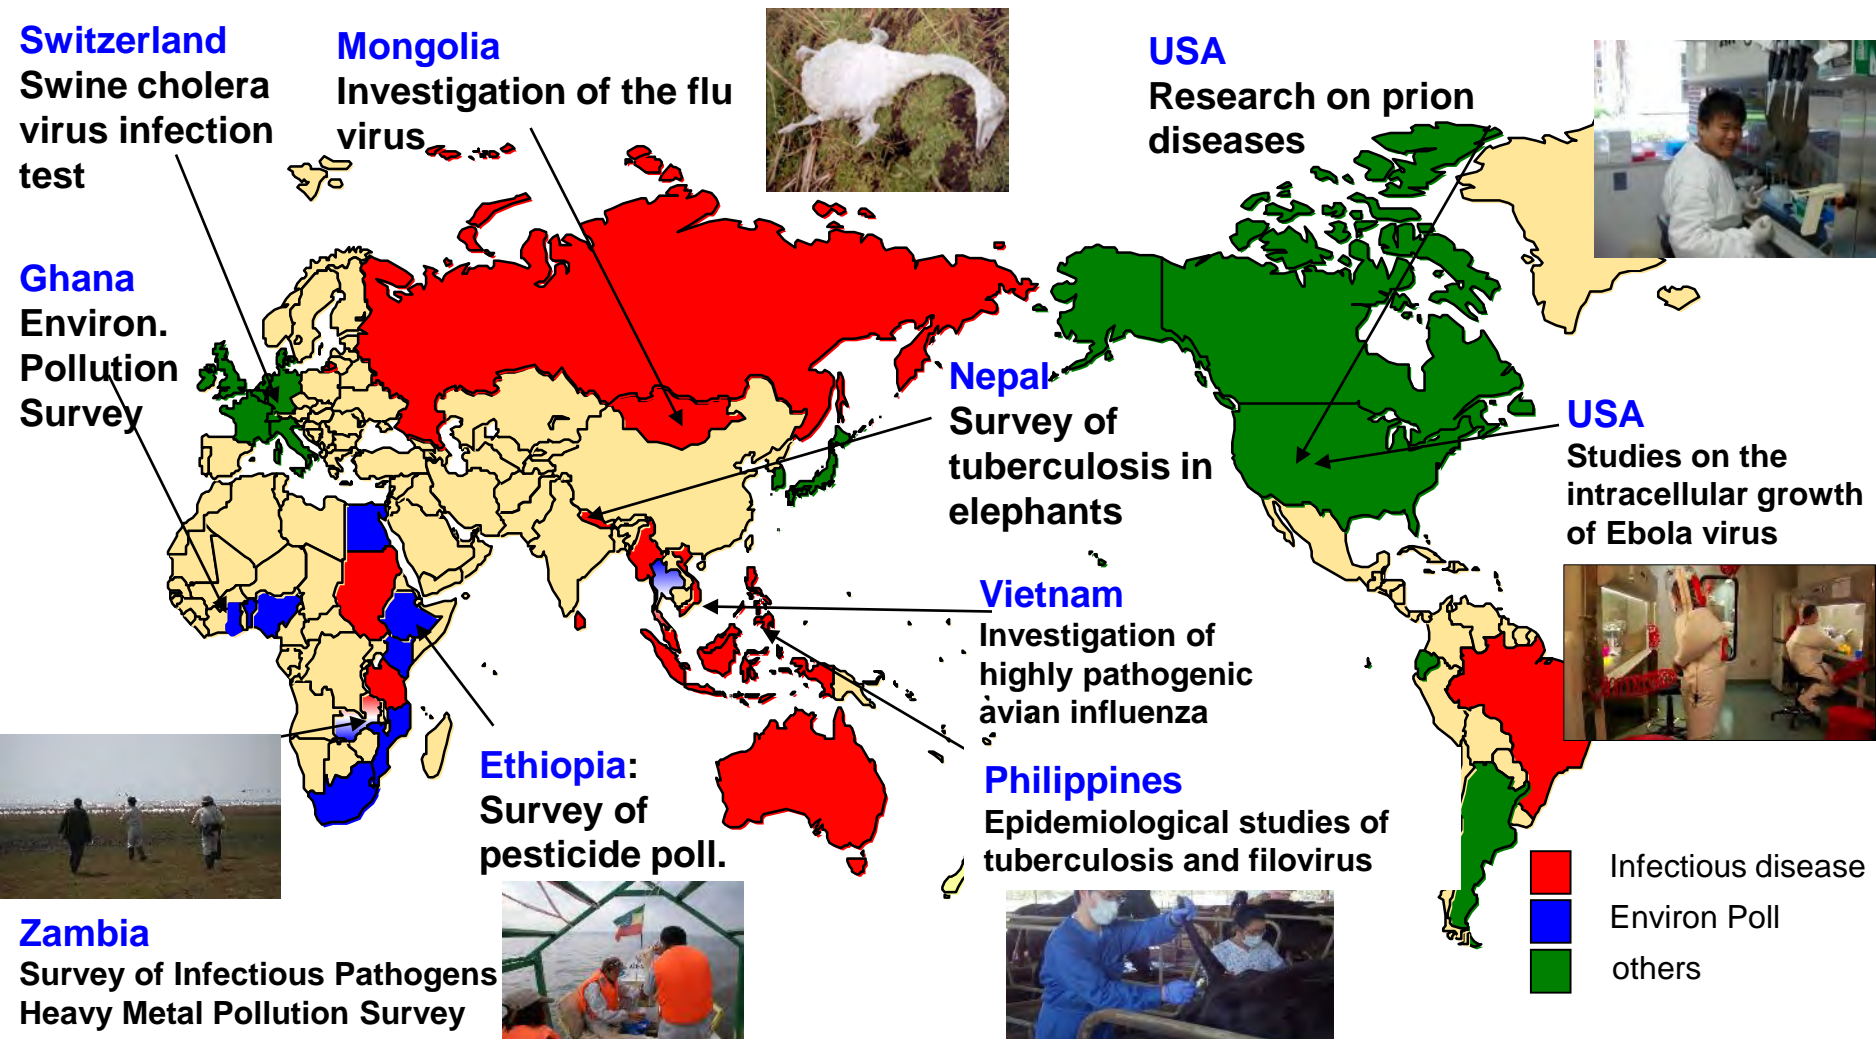 Switzerland
Swine cholera
virus infection
test
Mongolia
Investigation of the flu
virus
USA
Research on prion
diseases
Ghana
Environ.
Pollution
Survey
Nepal
Survey of
tuberculosis in
elephants
USA
Studies on the
intracellular growth
of Ebola virus
Vietnam
Investigation of
highly pathogenic
avian influenza
Ethiopia:
Survey of
pesticide poll.
Philippines
Epidemiological studies of
tuberculosis and filovirus
Zambia
Survey of Infectious Pathogens
Heavy Metal Pollution Survey
Infectious disease
Environ Poll
others